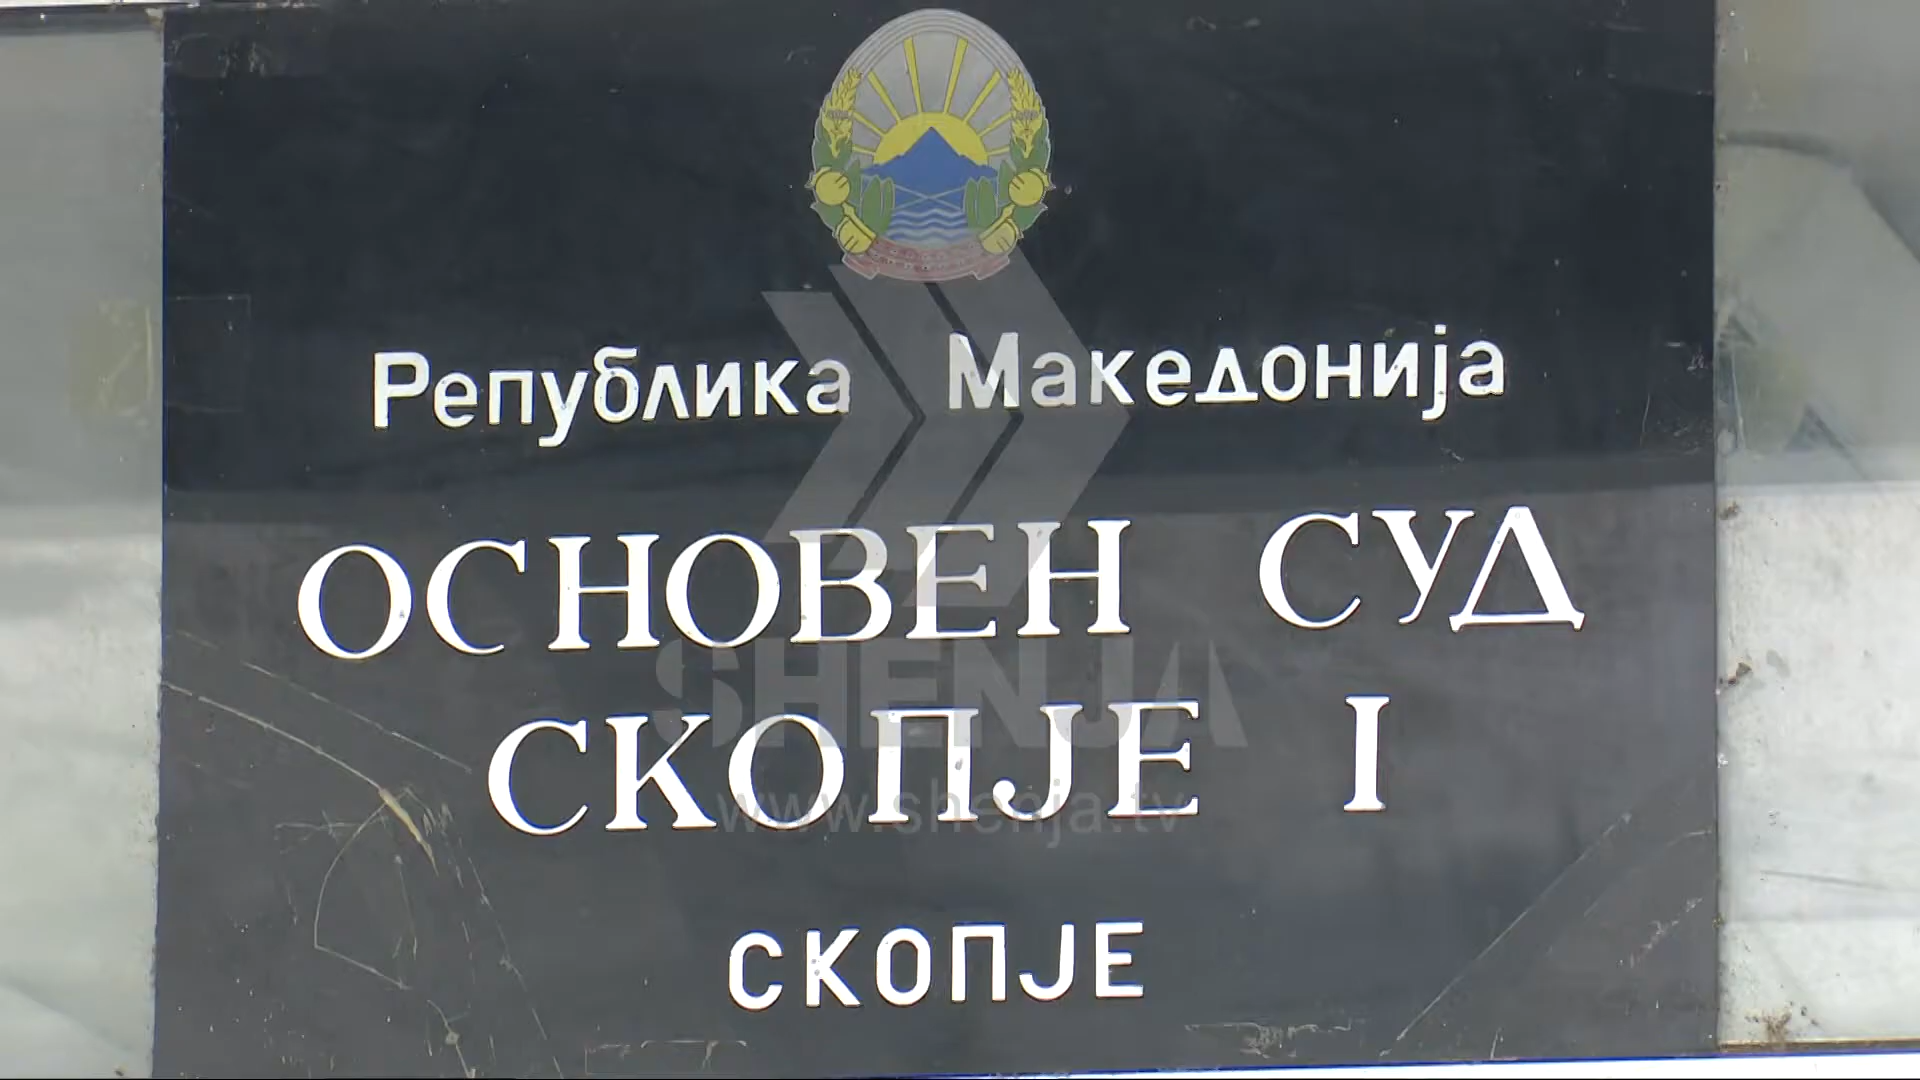 Република Македонија
ОСНОВЕН СУД
СКОПЈЕ I
СКОПЈЕ
SHENJA
www.shenja.tv